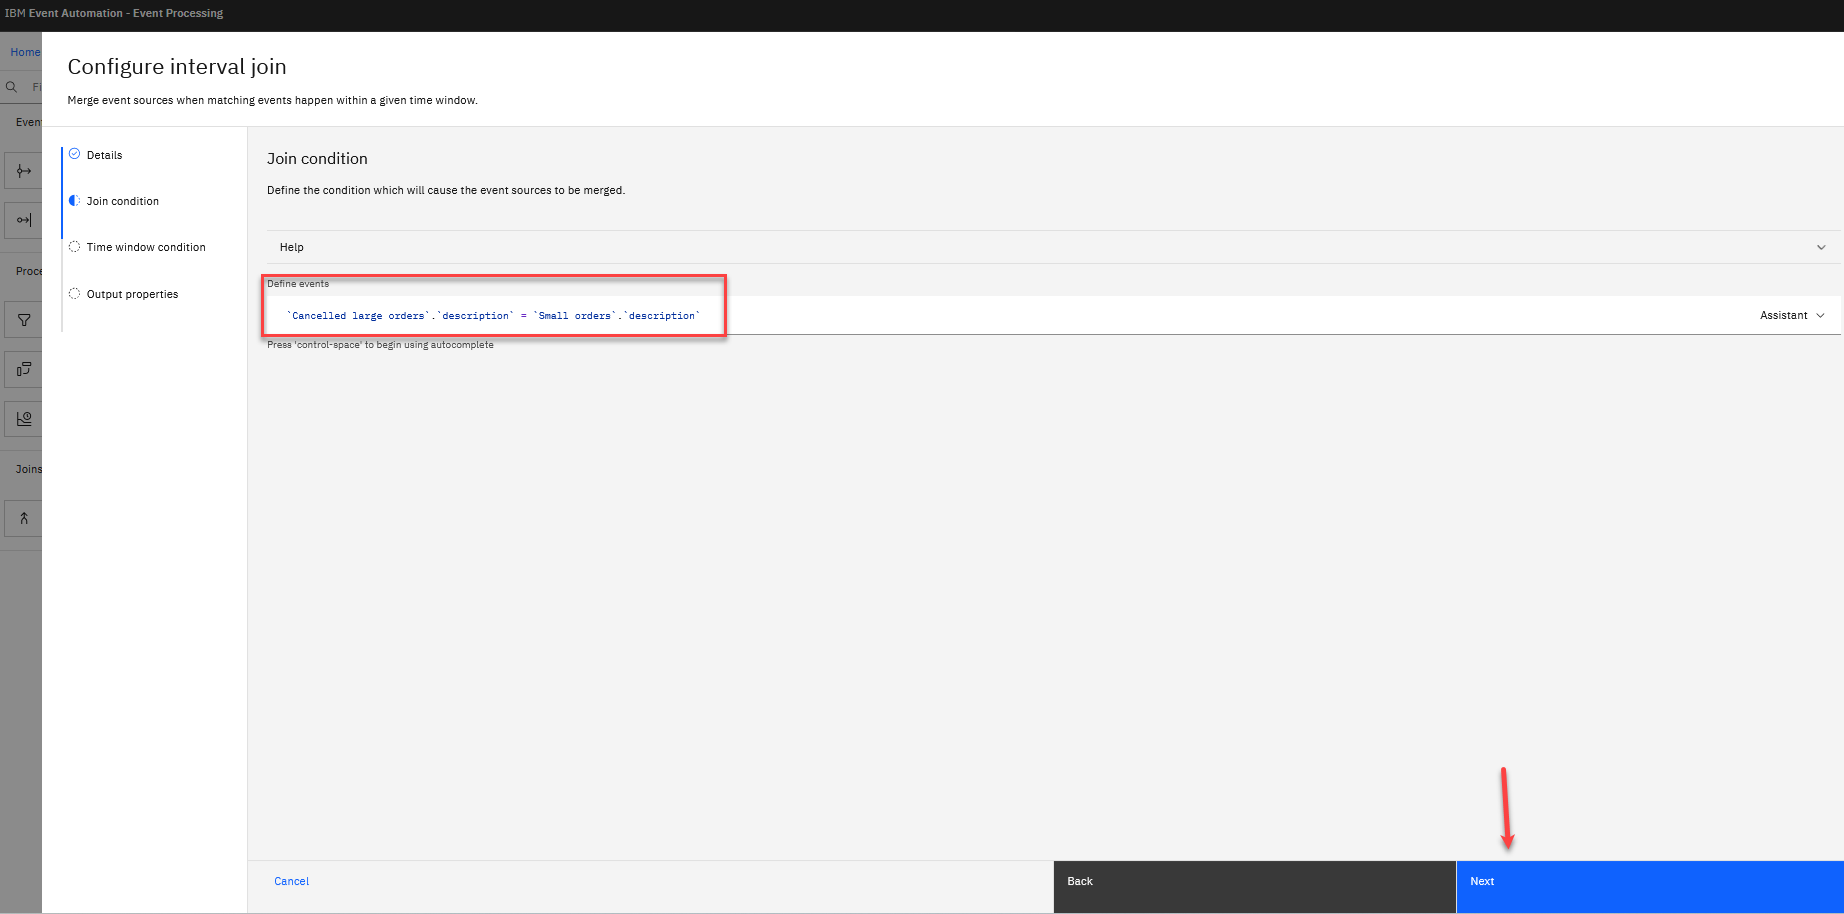 IBM Event Automation - Event Processing
Home
Configure interval join
Fi
Merge event sources when matching events happen within a given time window.
Even
Details
Join condition
Time window condition
Output properties
Proce
Joins
Join condition
Define the condition which will cause the event sources to be merged.
Help
Define events
`Cancelled large orders`.`description` = `Small orders`.`description`
Assistant
Press 'control-space' to begin using autocomplete
Cancel
Back
Next